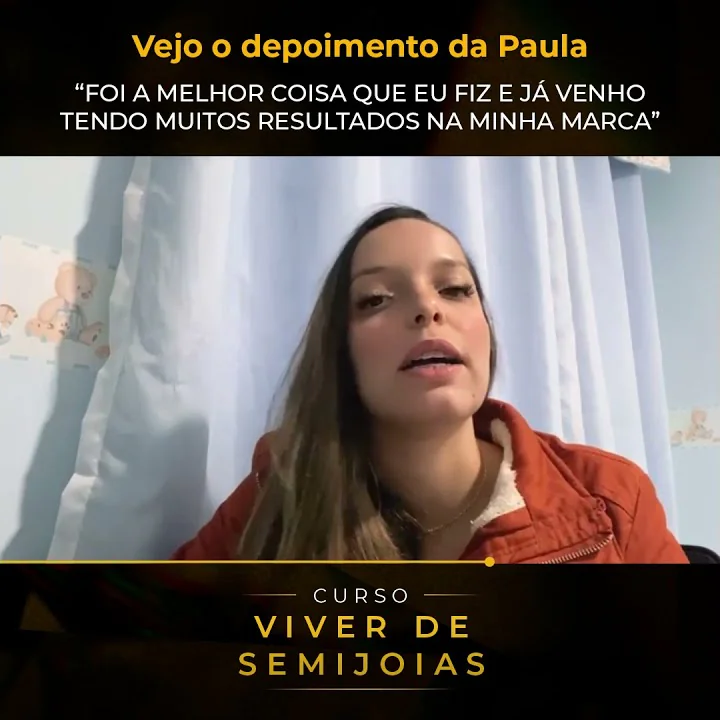 Vejo o depoimento da Paula
“FOI A MELHOR COISA QUE EU FIZ E JÁ VENHO
TENDO MUITOS RESULTADOS NA MINHA MARCA”
CURSO
VIVER DE
SEMIJOIAS